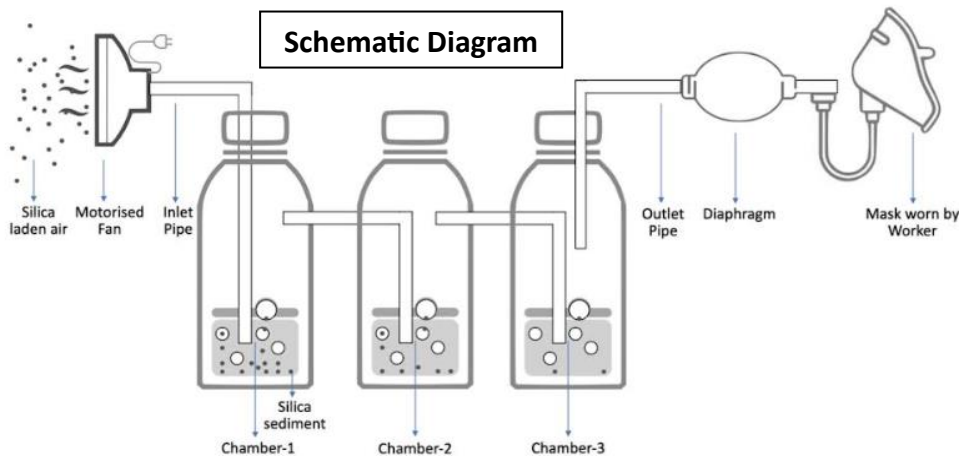 Schematic Diagram
Silica
laden air
Motorised
Fan
Inlet
Pipe
Outlet
Pipe
Diaphragm
Mask worn by
Worker
Silica
sediment
Chamber-1
Chamber-2
Chamber-3